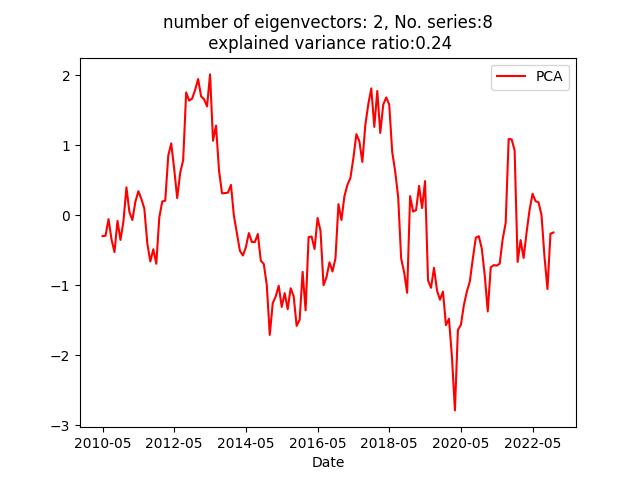 number of eigenvectors: 2, No. series:8
explained variance ratio:0.24
PCA
2
1
0
−1
−2
−3
2010-05 2012-05 2014-05 2016-05 2018-05 2020-05 2022-05
Date